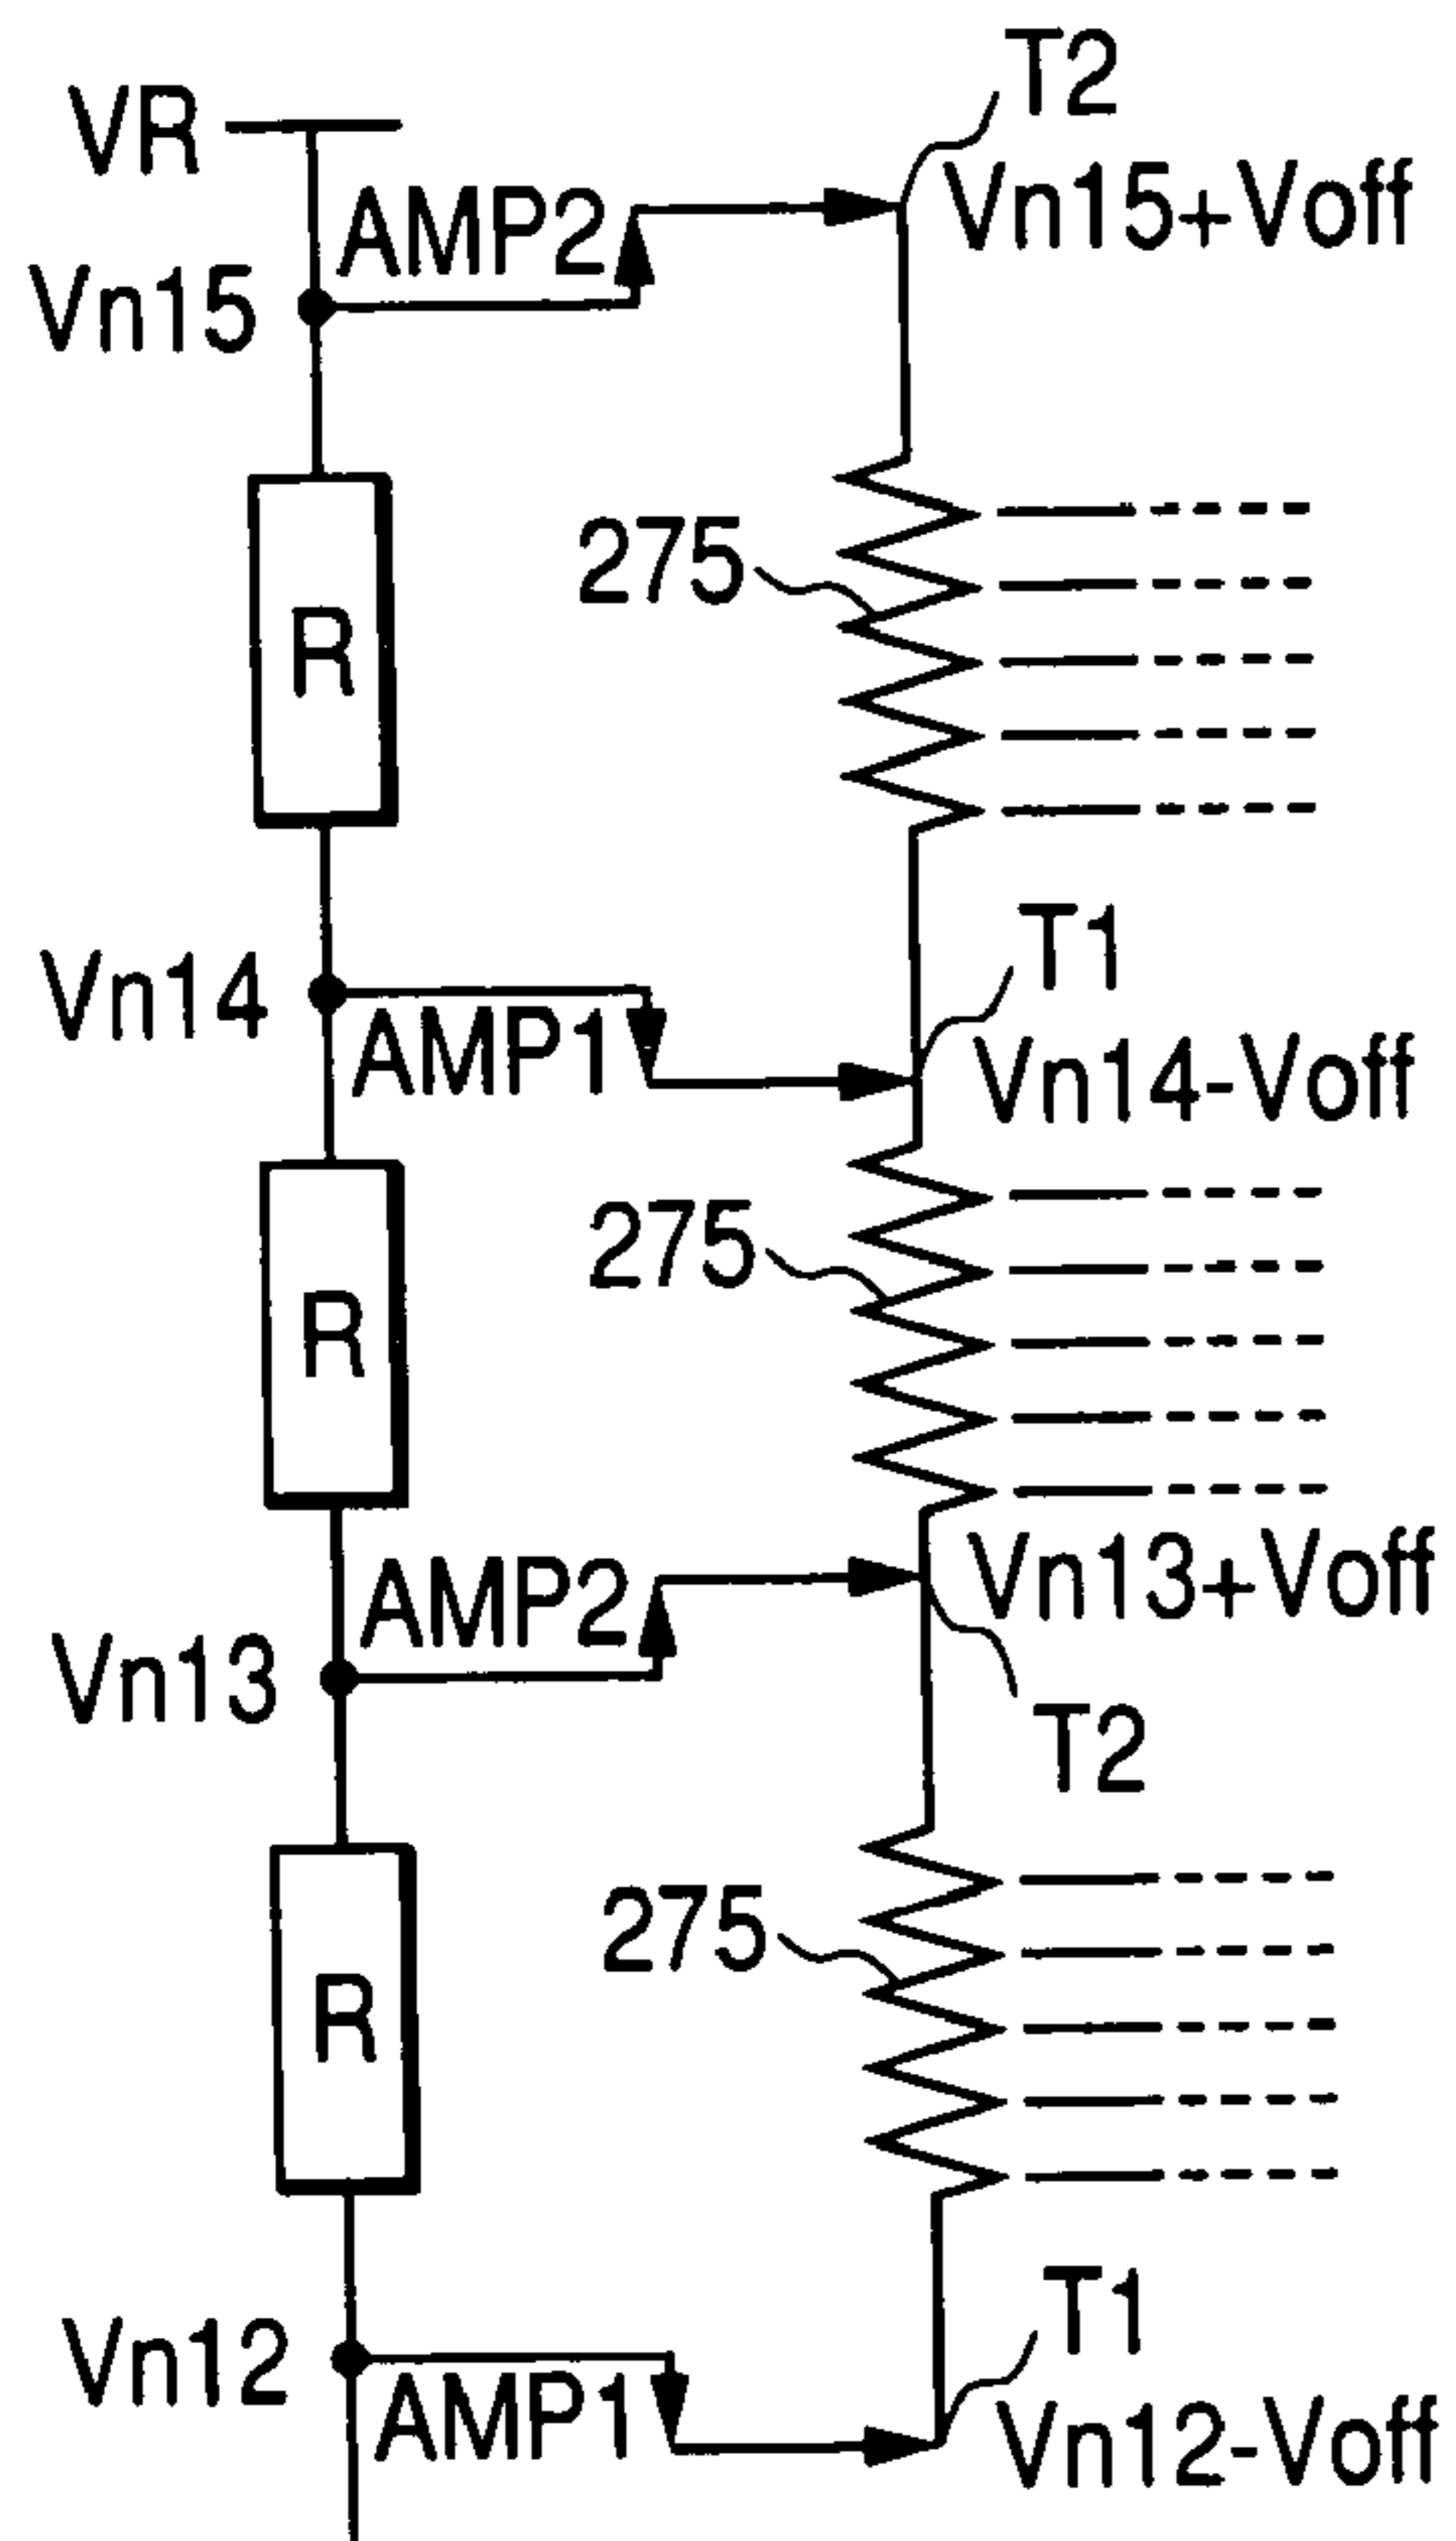 T2
VR
AMP2
Vn15+Voff
Vn15
275
R
T1
Vn14
AMP1
Vn14-Voff
275
R
AMP2
Vn13+Voff
Vn13
T2
275
R
T1
Vn12
AMP1
Vn12-Voff